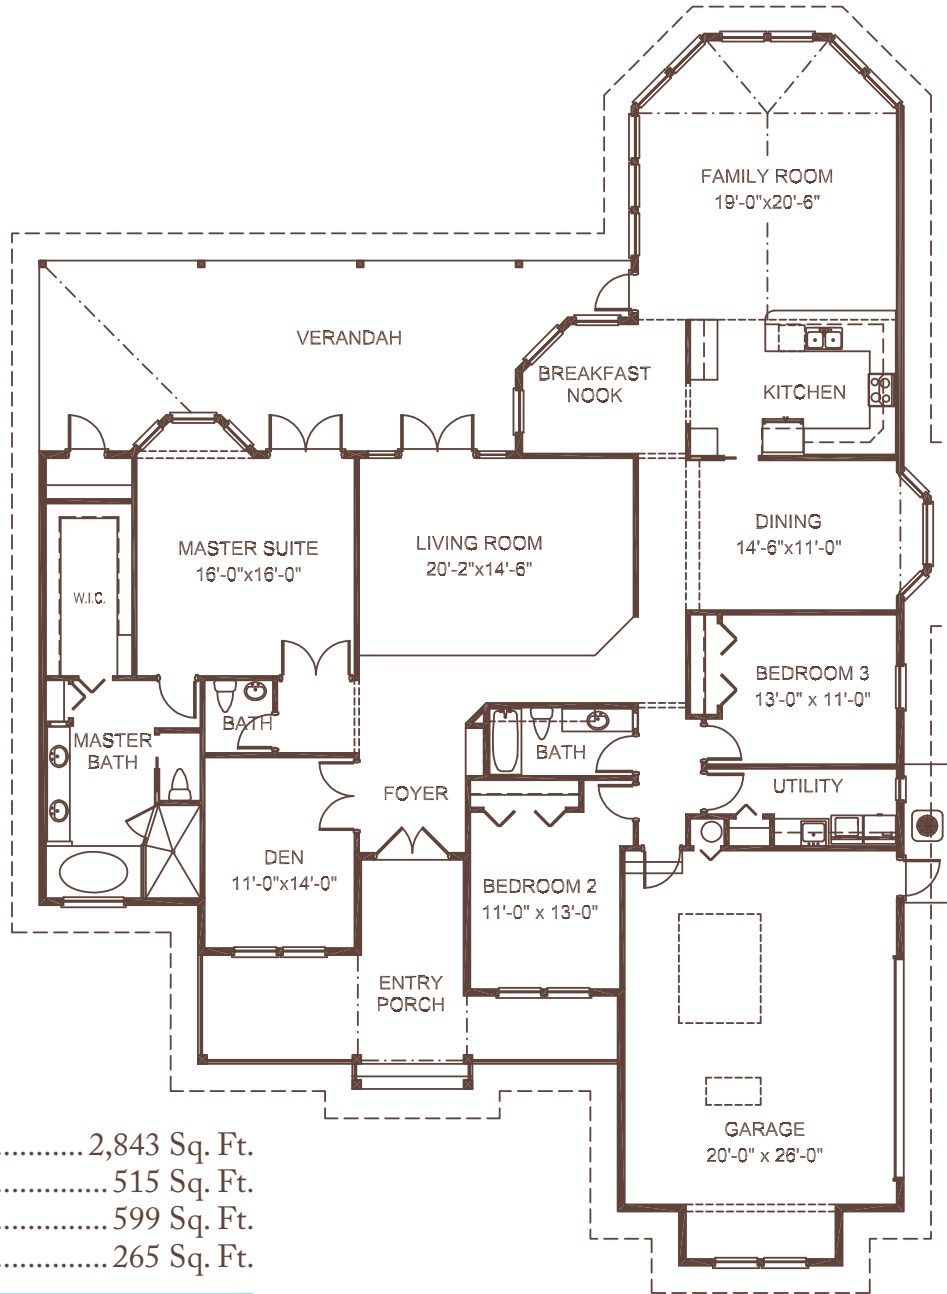 FAMILY ROOM
19'-0"x20'-6"
VERANDAH
BREAKFAST
NOOK
KITCHEN
MASTER SUITE
16'-0"x16'-0"
LIVING ROOM
20'-2"x14'-6"
DINING
14'-6"x11'-0"
W.I.C.
BEDROOM 3
13'-0" x 11'-0"
BATH
MASTER
BATH
BATH
FOYER
UTILITY
DEN
11'-0"x14'-0"
BEDROOM 2
11'-0" x 13'-0"
ENTRY
PORCH
GARAGE
20'-0" x 26'-0"
............ 2,843 Sq. Ft.
............... 515 Sq. Ft.
............... 599 Sq. Ft.
............... 265 Sq. Ft.